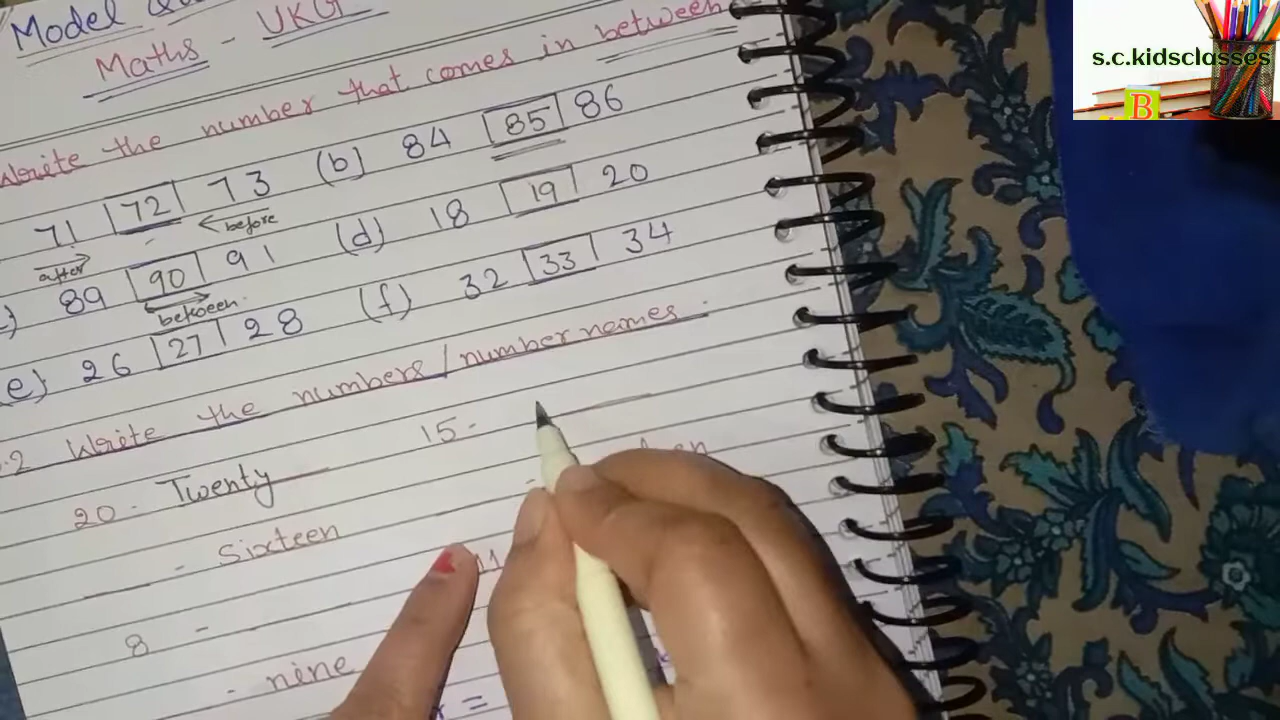 Model
Maths - UKG
Write the number that comes in between
71 72 73 (b) 84 85 86
after before
89 90 91 (d) 18 19 20
between
(e) 26 27 28 (f) 32 33 34
.2 Write the numbers/number names.
20 - Twenty 15 -
- Sixteen -
8 - 11
- nine
=
s.c.kidsclasses
B